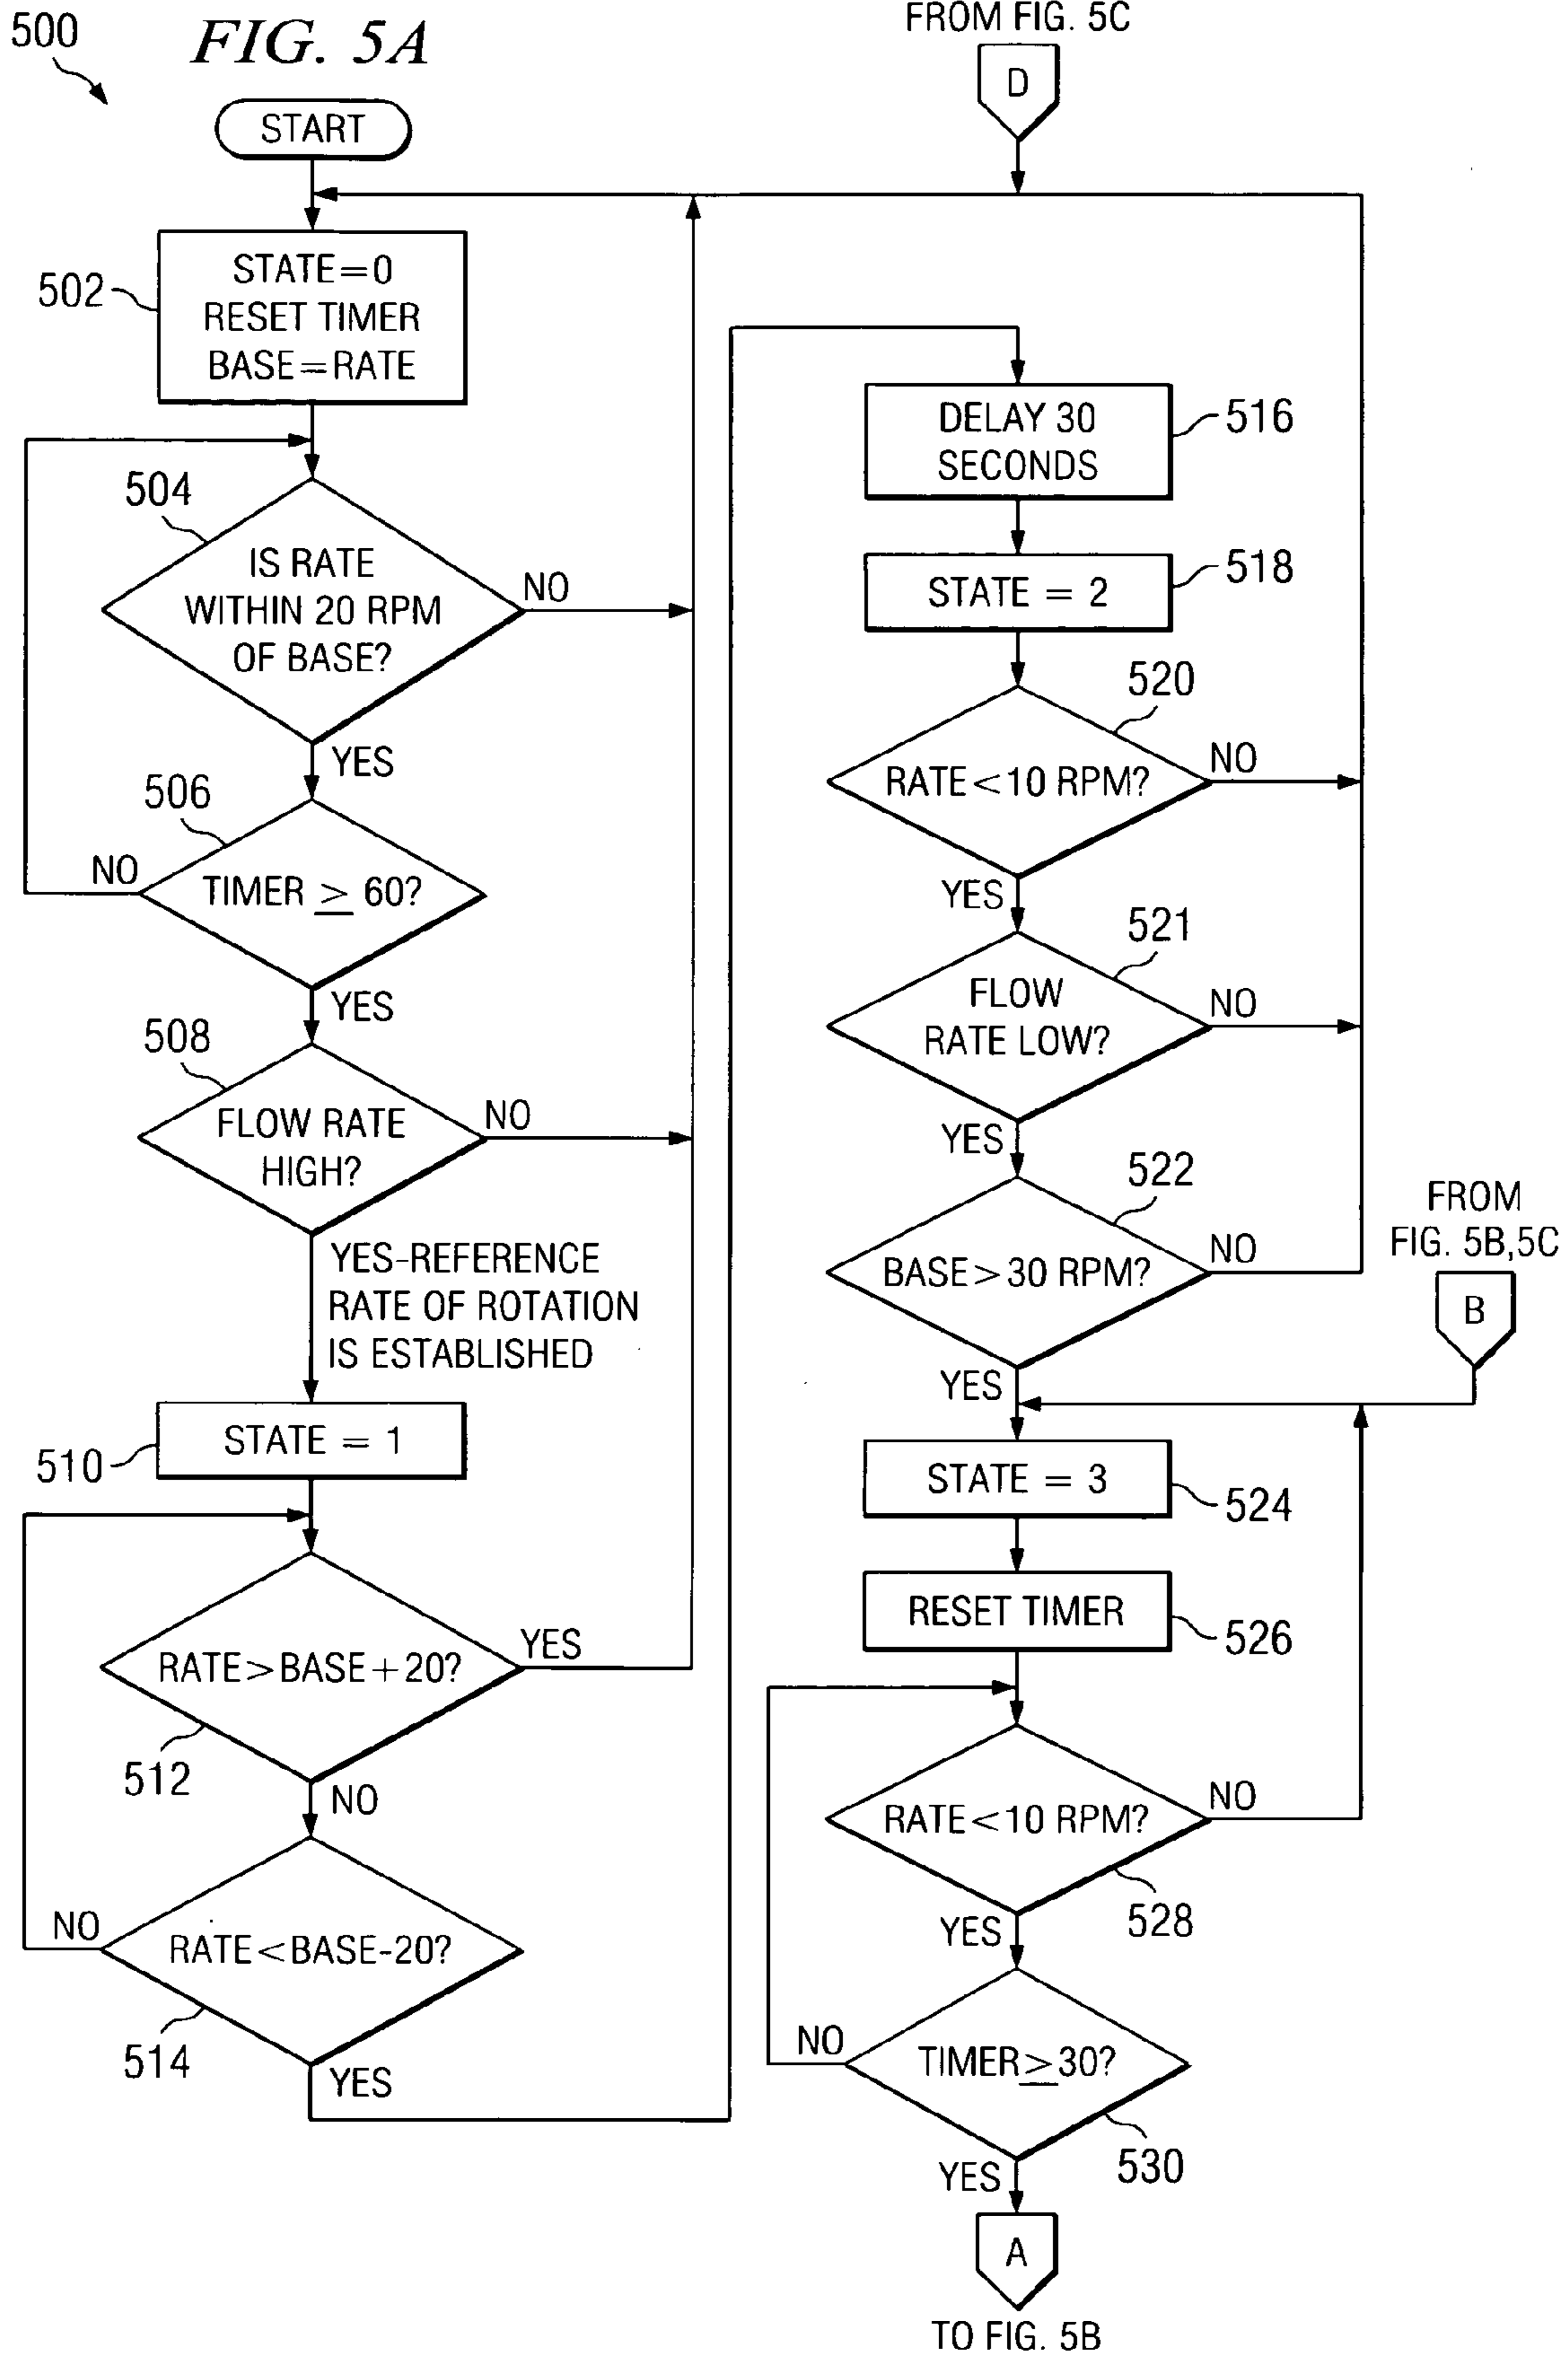 500
FIG. 5A
START
502
STATE=0
RESET TIMER
BASE=RATE
504
IS RATE
WITHIN 20 RPM
OF BASE?
NO
YES
506
NO
TIMER ≥ 60?
YES
508
FLOW RATE
HIGH?
NO
YES-REFERENCE
RATE OF ROTATION
IS ESTABLISHED
510
STATE = 1
RATE>BASE+20?
YES
512
NO
NO
RATE<BASE-20?
514
YES
FROM FIG. 5C
D
DELAY 30
SECONDS
516
STATE = 2
518
520
RATE<10 RPM?
NO
YES
521
FLOW
RATE LOW?
NO
YES
522
BASE>30 RPM?
NO
FROM
FIG. 5B,5C
B
YES
STATE = 3
524
RESET TIMER
526
RATE<10 RPM?
NO
528
YES
NO
TIMER≥30?
530
YES
A
TO FIG. 5B